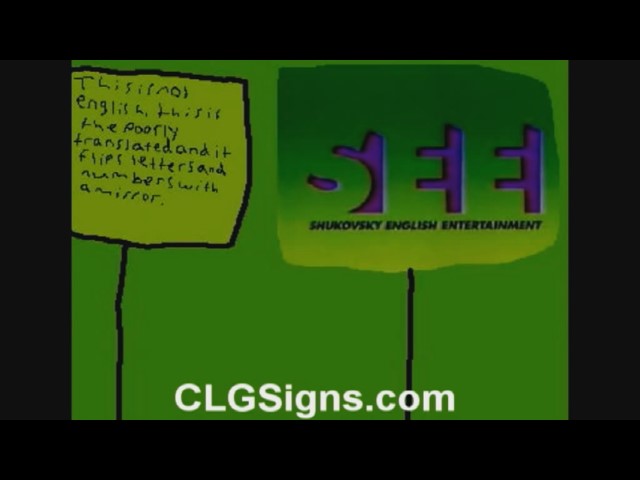 This is not
english. this is
the poorly
translated and it
flips letters and
numbers with
a mirror.
SEE
SHUKOVSKY ENGLISH ENTERTAINMENT
CLGSigns.com